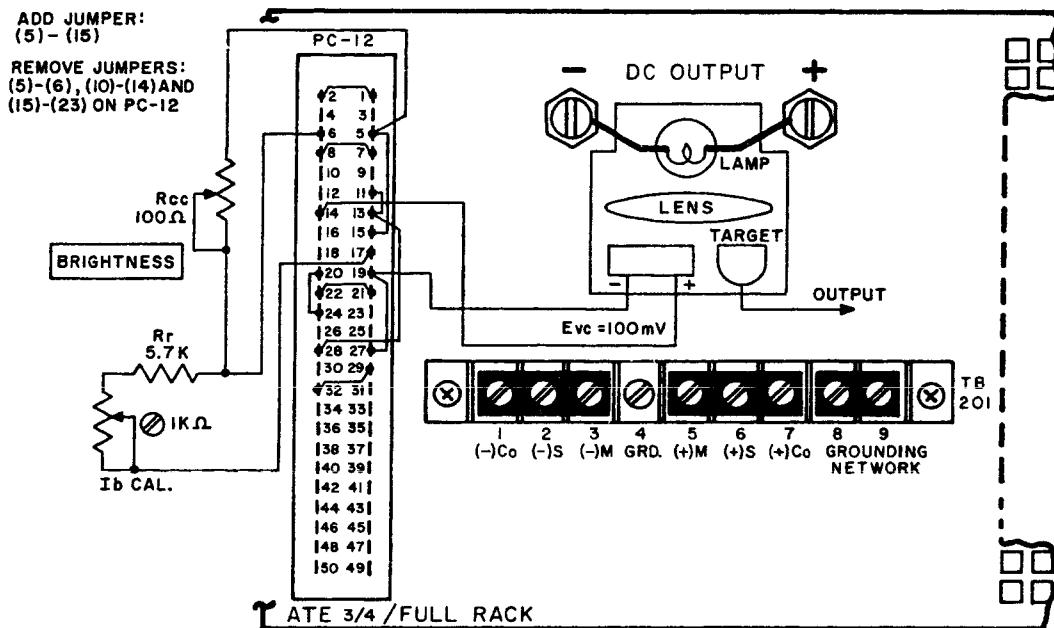 ADD JUMPER:
(5)-(15)
REMOVE JUMPERS:
(5)-(6), (10)-(14) AND
(15)-(23) ON PC-12
PC-12
2 1
4 3
6 5
8 7
10 9
12 11
14 13
16 15
18 17
20 19
22 21
24 23
26 25
28 27
30 29
32 31
34 33
36 35
38 37
40 39
42 41
44 43
46 45
48 47
50 49
Rcc
100Ω
BRIGHTNESS
Rr
5.7K
1KΩ
Ib CAL.
- DC OUTPUT +
LAMP
LENS
TARGET
- +
OUTPUT
Evc=100mV
TB
201
1 2 3 4 5 6 7 8 9
(-)Co (-)S (-)M GRD. (+)M (+)S (+)Co GROUNDING
NETWORK
ATE 3/4 / FULL RACK